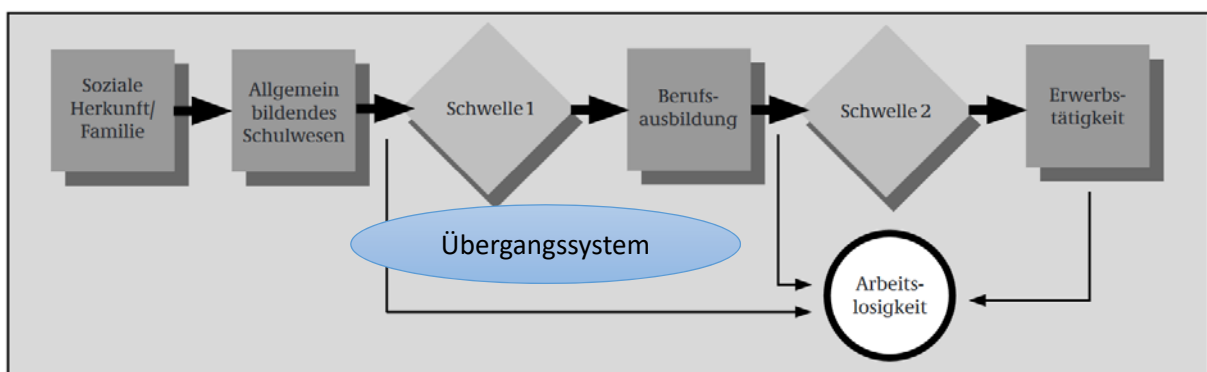 Soziale
Herkunft/
Familie
Allgemein
bildendes
Schulwesen
Schwelle 1
Berufs-
ausbildung
Schwelle 2
Erwerbs-
tätigkeit
Übergangssystem
Arbeits-
losigkeit